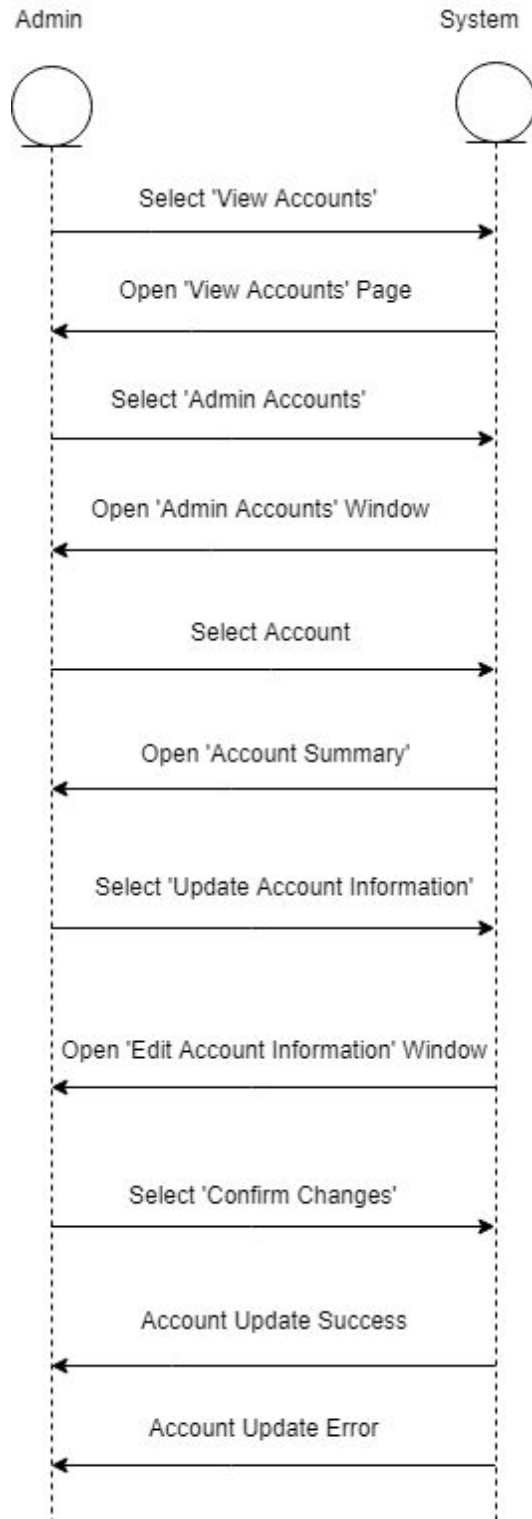 Admin
System
Select 'View Accounts'
Open 'View Accounts' Page
Select 'Admin Accounts'
Open 'Admin Accounts' Window
Select Account
Open 'Account Summary'
Select 'Update Account Information'
Open 'Edit Account Information' Window
Select 'Confirm Changes'
Account Update Success
Account Update Error